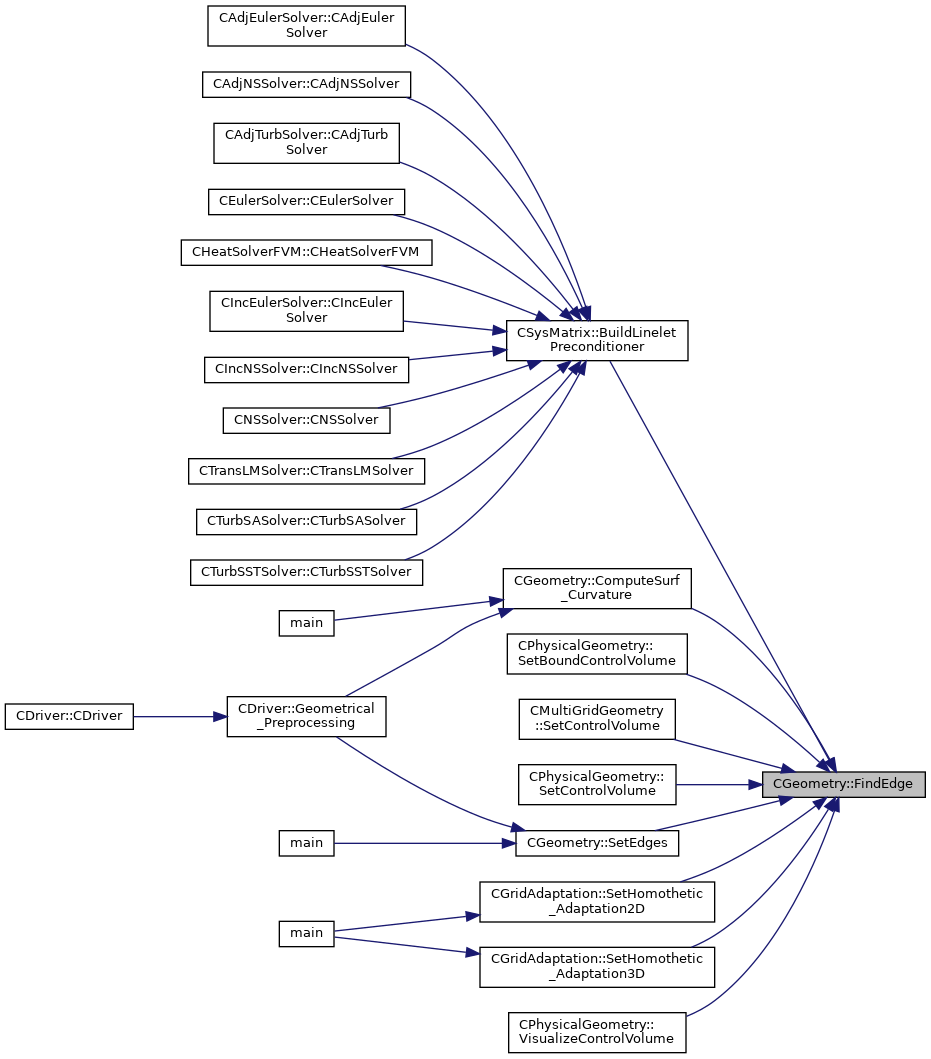 CAdjEulerSolver::CAdjEuler
Solver
CAdjNSSolver::CAdjNSSolver
CAdjTurbSolver::CAdjTurb
Solver
CEulerSolver::CEulerSolver
CHeatSolverFVM::CHeatSolverFVM
CIncEulerSolver::CIncEuler
Solver
CIncNSSolver::CIncNSSolver
CNSSolver::CNSSolver
CTransLMSolver::CTransLMSolver
CTurbSASolver::CTurbSASolver
CTurbSSTSolver::CTurbSSTSolver
CSysMatrix::BuildLinelet
Preconditioner
CGeometry::ComputeSurf
_Curvature
main
CPhysicalGeometry::
SetBoundControlVolume
CMultiGridGeometry
::SetControlVolume
CDriver::Geometrical
_Preprocessing
CDriver::CDriver
CPhysicalGeometry::
SetControlVolume
CGeometry::FindEdge
CGeometry::SetEdges
main
CGridAdaptation::SetHomothetic
_Adaptation2D
main
CGridAdaptation::SetHomothetic
_Adaptation3D
CPhysicalGeometry::
VisualizeControlVolume